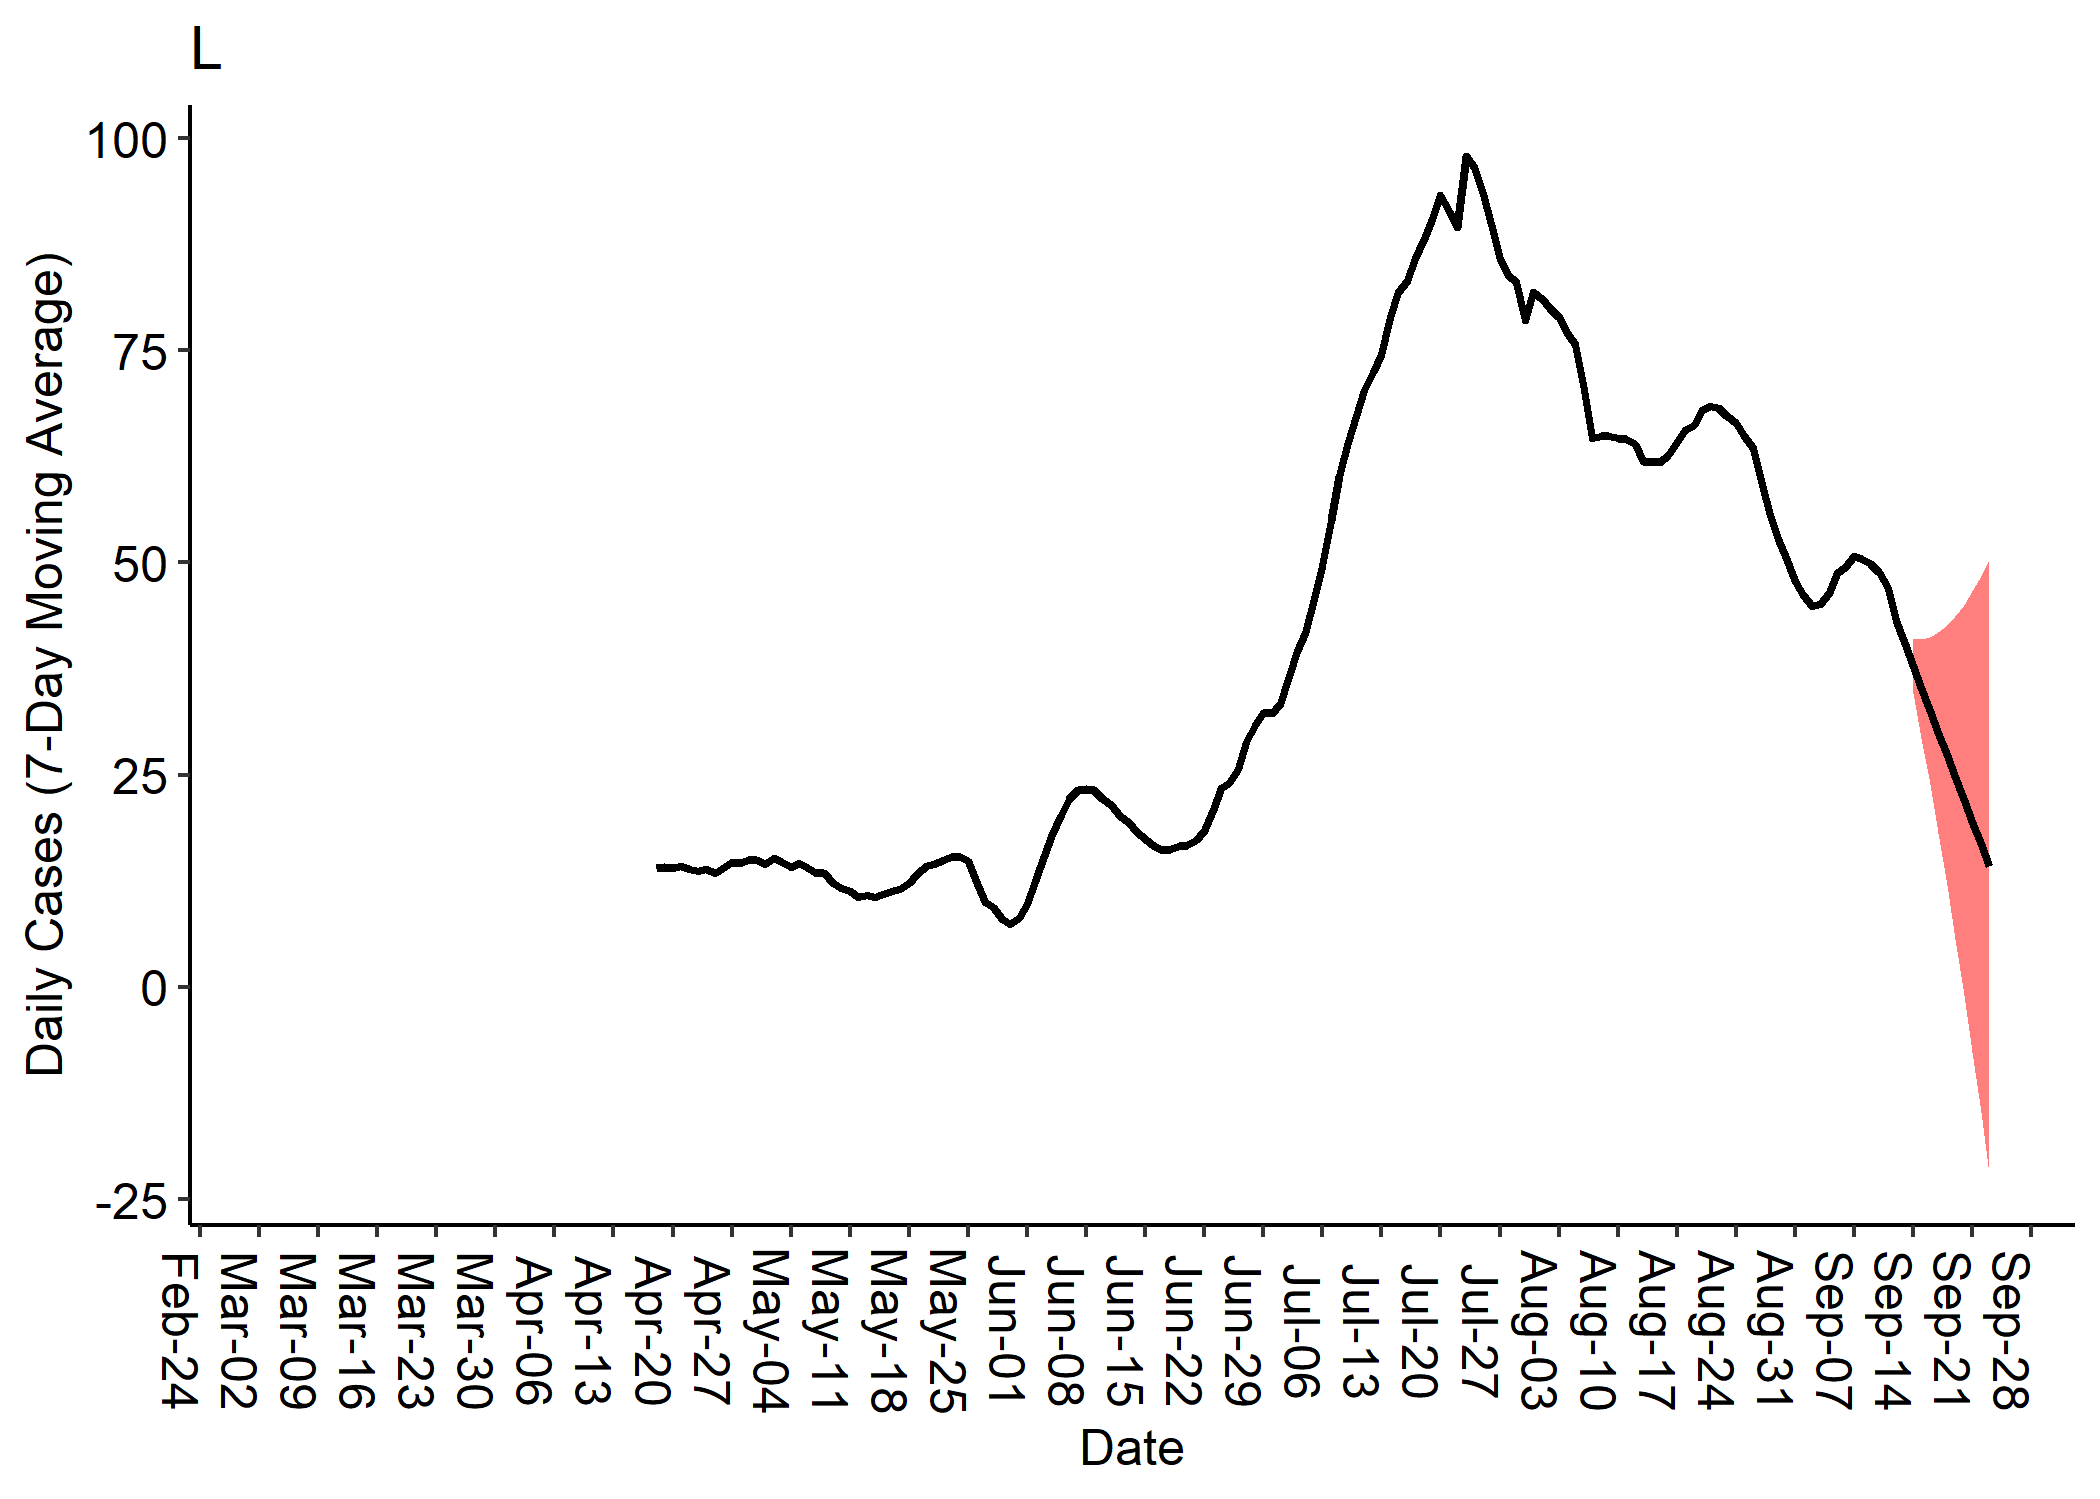 L
Daily Cases (7-Day Moving Average)
100
75
50
25
0
-25
Feb-24
Mar-02
Mar-09
Mar-16
Mar-23
Mar-30
Apr-06
Apr-13
Apr-20
Apr-27
May-04
May-11
May-18
May-25
Jun-01
Jun-08
Jun-15
Jun-22
Jun-29
Jul-06
Jul-13
Jul-20
Jul-27
Aug-03
Aug-10
Aug-17
Aug-24
Aug-31
Sep-07
Sep-14
Sep-21
Sep-28
Date